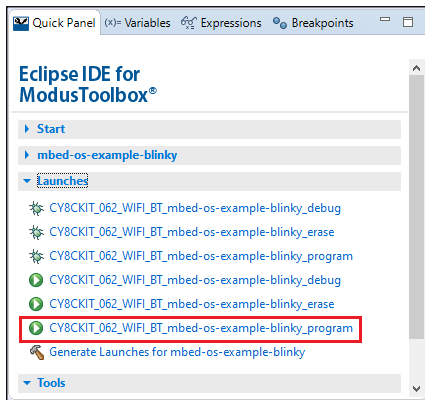 Quick Panel (x)= Variables Expressions Breakpoints
Eclipse IDE for
ModusToolbox®
Start
mbed-os-example-blinky
Launches
CY8CKIT_062_WIFI_BT_mbed-os-example-blinky_debug
CY8CKIT_062_WIFI_BT_mbed-os-example-blinky_erase
CY8CKIT_062_WIFI_BT_mbed-os-example-blinky_program
CY8CKIT_062_WIFI_BT_mbed-os-example-blinky_debug
CY8CKIT_062_WIFI_BT_mbed-os-example-blinky_erase
CY8CKIT_062_WIFI_BT_mbed-os-example-blinky_program
Generate Launches for mbed-os-example-blinky
Tools